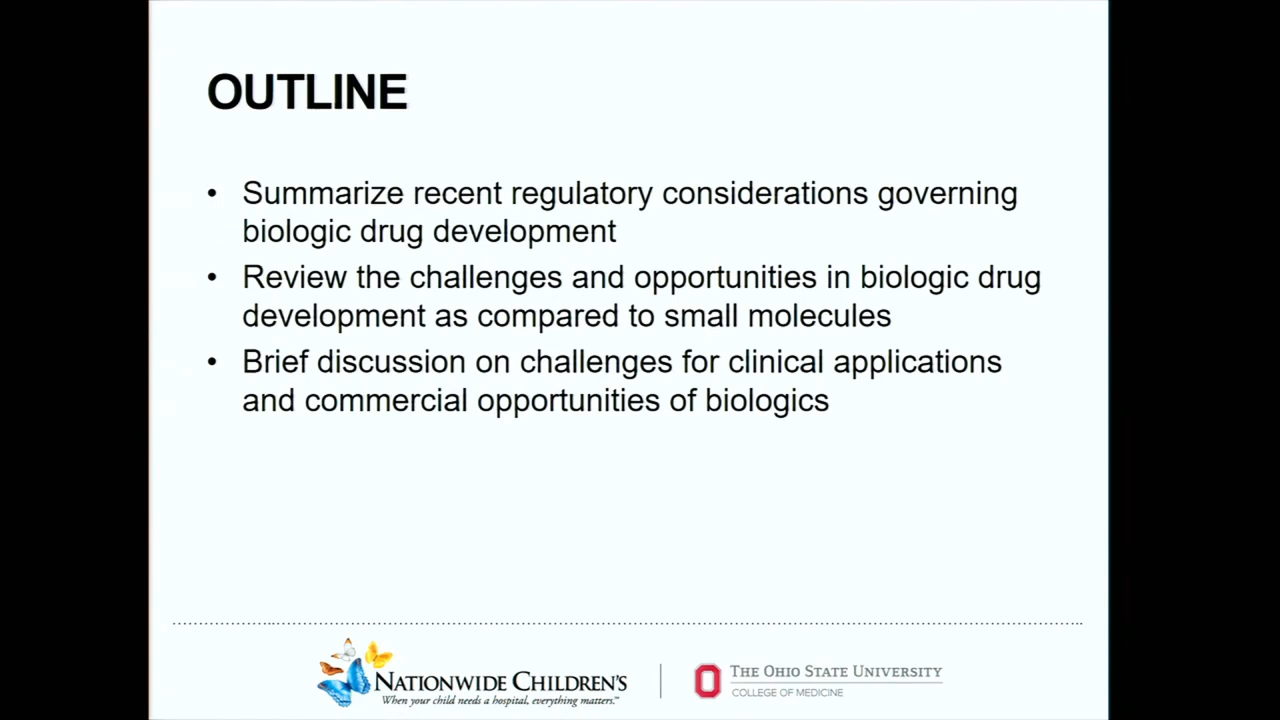 OUTLINE
• Summarize recent regulatory considerations governing
biologic drug development
• Review the challenges and opportunities in biologic drug
development as compared to small molecules
• Brief discussion on challenges for clinical applications
and commercial opportunities of biologics
NATIONWIDE CHILDREN'S
When your child needs a hospital, everything matters.™
THE OHIO STATE UNIVERSITY
COLLEGE OF MEDICINE